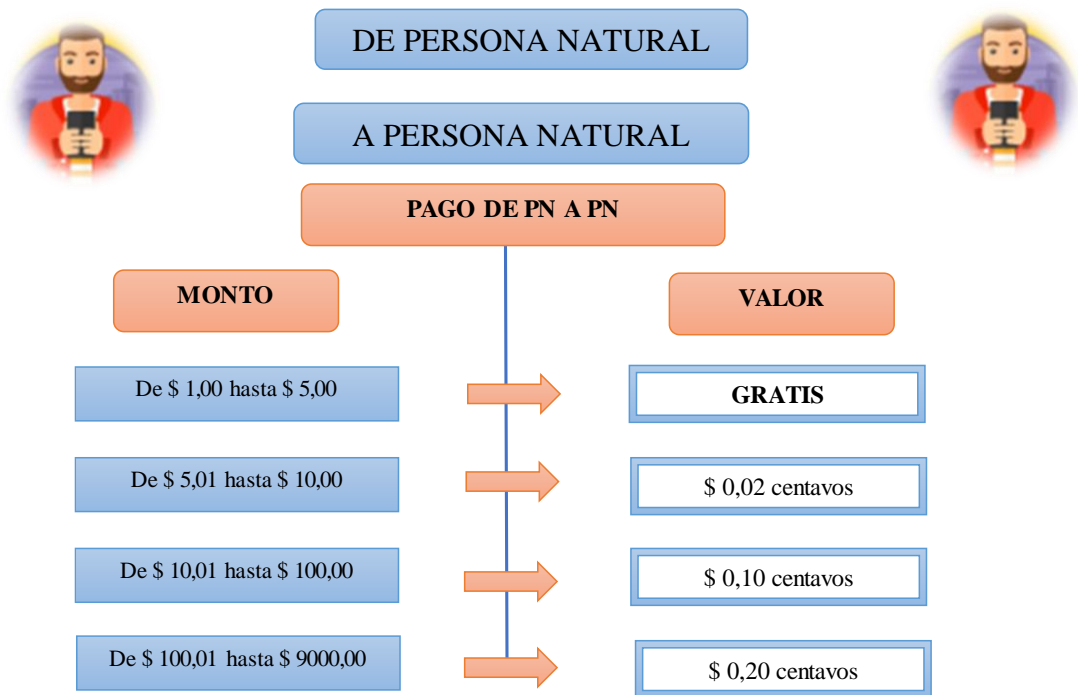 DE PERSONA NATURAL
A PERSONA NATURAL
PAGO DE PN A PN
MONTO
VALOR
De $ 1,00 hasta $ 5,00
GRATIS
De $ 5,01 hasta $ 10,00
$ 0,02 centavos
De $ 10,01 hasta $ 100,00
$ 0,10 centavos
De $ 100,01 hasta $ 9000,00
$ 0,20 centavos